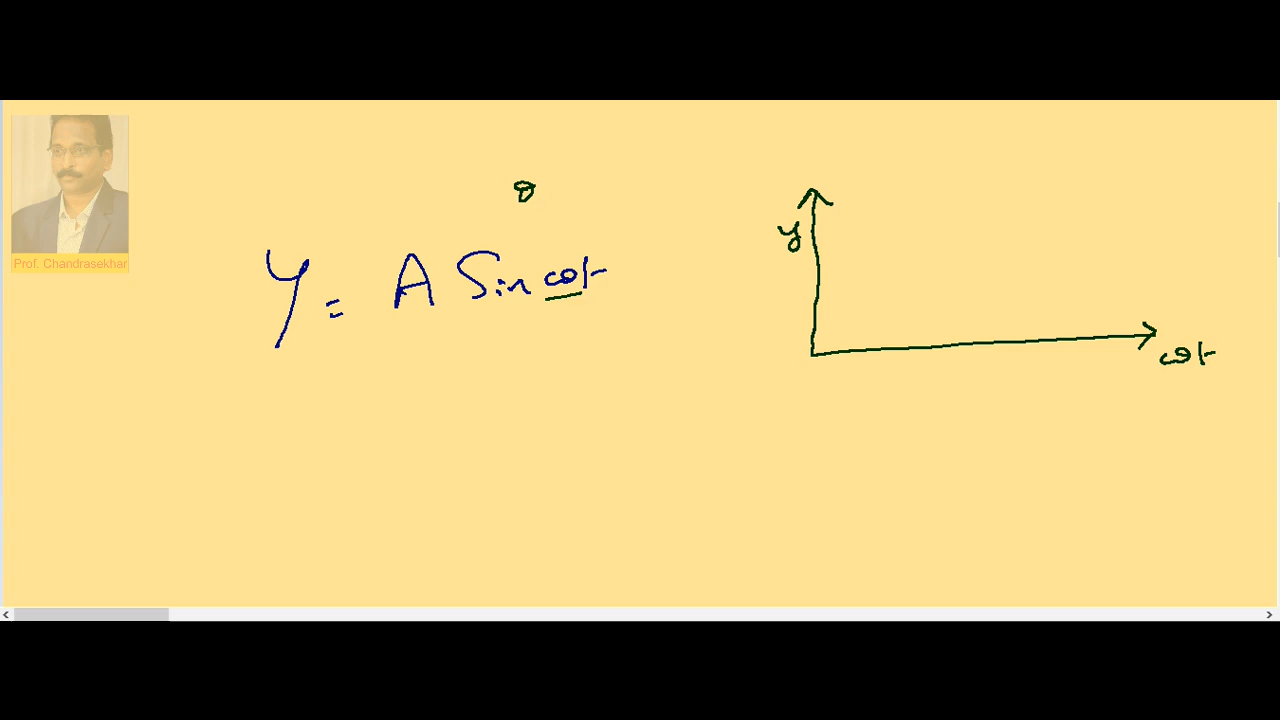 Prof. Chandrasekhar
θ
Y = A Sin ωt
y
ωt